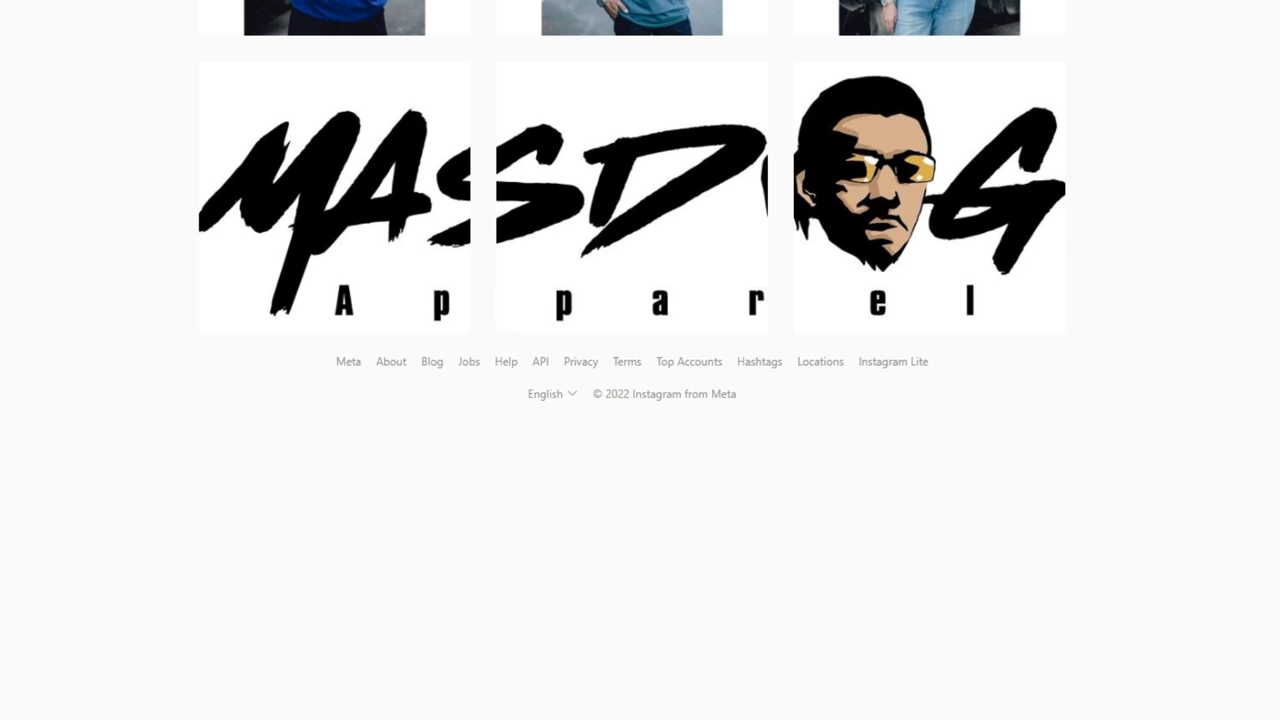 MASDOG
Apparel
Meta About Blog Jobs Help API Privacy Terms Top Accounts Hashtags Locations Instagram Lite
English © 2022 Instagram from Meta